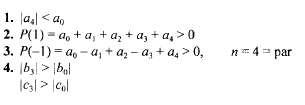 1. |a₄| < a₀
2. P(1) = a₀ + a₁ + a₂ + a₃ + a₄ > 0
3. P(−1) = a₀ − a₁ + a₂ − a₃ + a₄ > 0, n = 4 = par
4. |b₃| > |b₀|
|c₃| > |c₀|